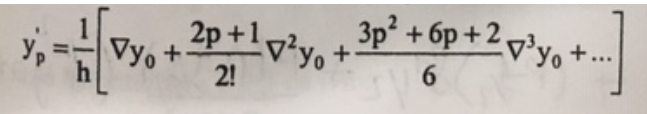 y'ₚ = 1/h [∇y₀ + (2p + 1)/2! ∇²y₀ + (3p² + 6p + 2)/6 ∇³y₀ + ...]